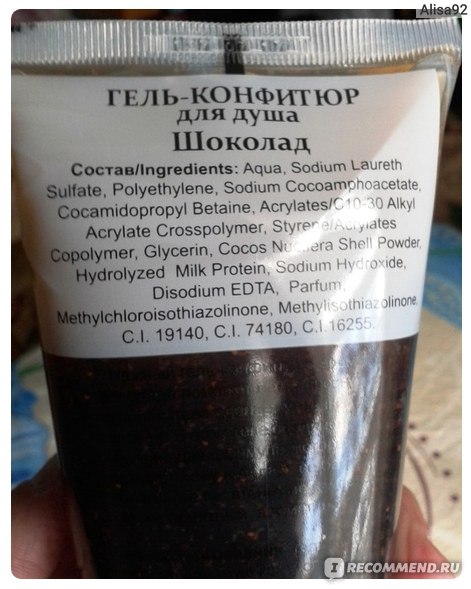 Alisa92
ГЕЛЬ-КОНФИТЮР
для душа
Шоколад
Состав/Ingredients: Aqua, Sodium Laureth
Sulfate, Polyethylene, Sodium Cocoamphoacetate,
Cocamidopropyl Betaine, Acrylates/C10-30 Alkyl
Acrylate Crosspolymer, Styrene/Acrylates
Copolymer, Glycerin, Cocos Nucifera Shell Powder,
Hydrolyzed Milk Protein, Sodium Hydroxide,
Disodium EDTA, Parfum,
Methylchloroisothiazolinone, Methylisothiazolinone,
C.I. 19140, C.I. 74180, C.I.16255.
I RECOMMEND.RU